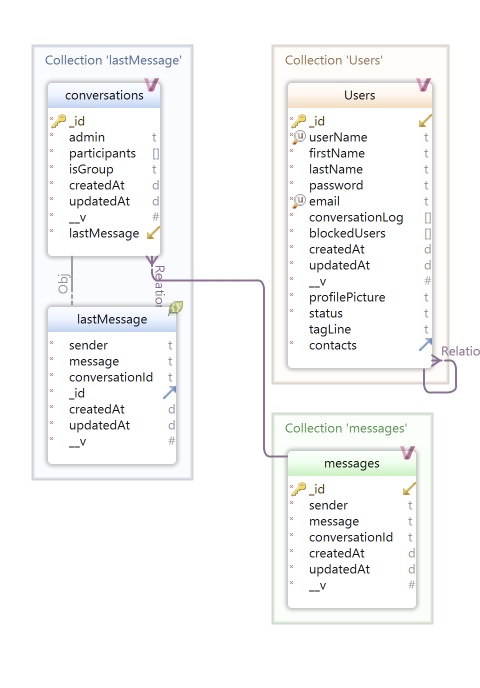 Collection 'lastMessage'
conversations
_id
admin t
participants []
isGroup t
createdAt d
updatedAt d
__v #
lastMessage
Obj
Relation
lastMessage
sender t
message t
conversationId t
_id
createdAt d
updatedAt d
__v #
Collection 'Users'
Users
_id
u userName t
firstName t
lastName t
password t
u email t
conversationLog []
blockedUsers []
createdAt d
updatedAt d
__v #
profilePicture t
status t
tagLine t
contacts
Relatio
Collection 'messages'
messages
_id
sender t
message t
conversationId t
createdAt d
updatedAt d
__v #